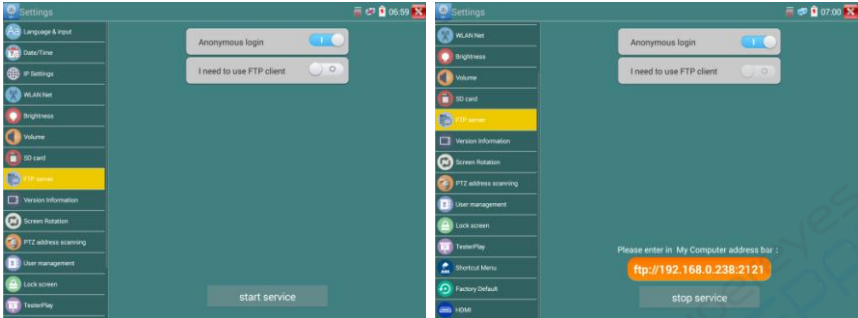 Settings
06:59
Language & input
Date/Time
IP Settings
WLAN Net
Brightness
Volume
SD card
FTP server
Version Information
Screen Rotation
PTZ address scanning
User management
Lock screen
TesterPlay
Anonymous login
I need to use FTP client
start service
Settings
07:00
WLAN Net
Brightness
Volume
SD card
FTP server
Version Information
Screen Rotation
PTZ address scanning
User management
Lock screen
TesterPlay
Shortcut Menu
Factory Default
HDMI
Anonymous login
I need to use FTP client
Please enter in My Computer address bar :
ftp://192.168.0.238:2121
stop service